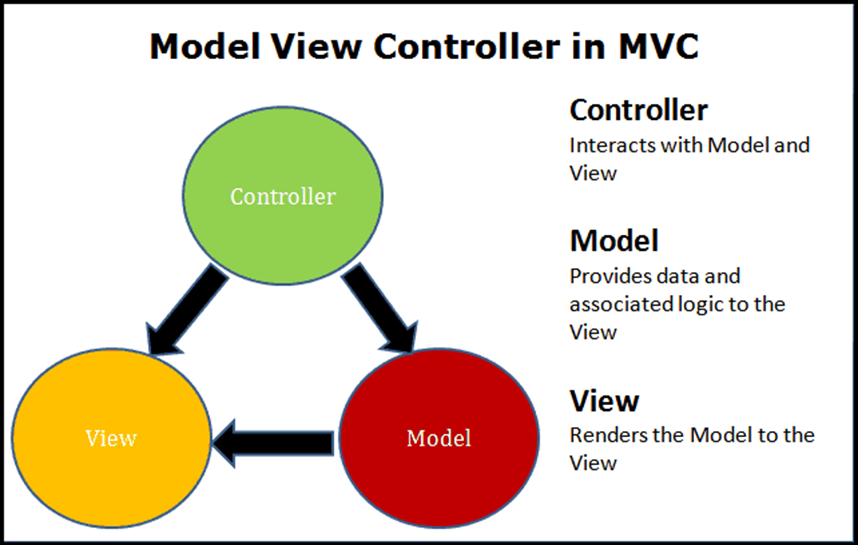 Model View Controller in MVC
Controller
View
Model
Controller
Interacts with Model and
View
Model
Provides data and
associated logic to the
View
View
Renders the Model to the
View